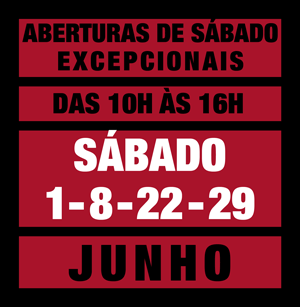 ABERTURAS DE SÁBADO
EXCEPCIONAIS
DAS 10H ÀS 16H
SÁBADO
1-8-22-29
JUNHO